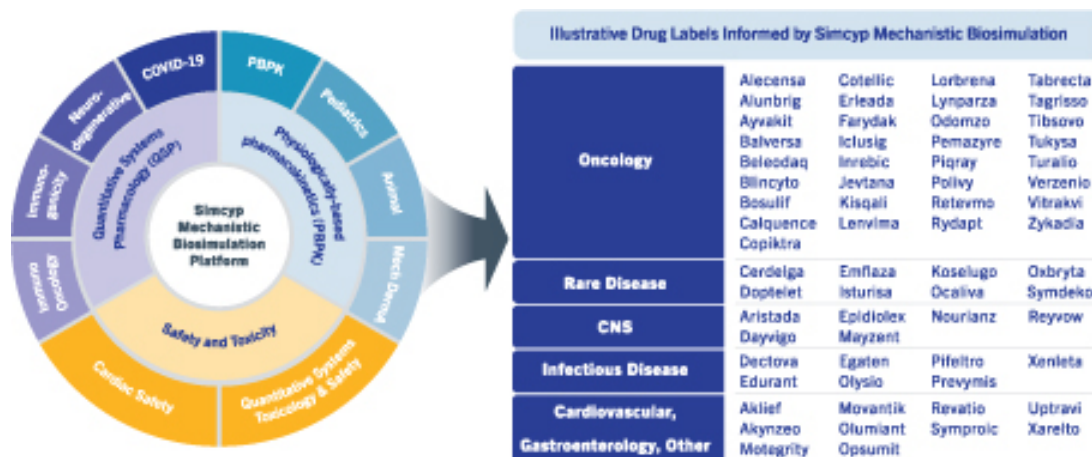 COVID-19
PBPK
Pediatrics
Animal
Mech Dermal
Quantitative Systems
Toxicology & Safety
Cardiac Safety
Immuno
Oncology
Immuno-
genicity
Neuro-
degenerative
Quantitative Systems
Pharmacology (QSP)
Physiologically-based
pharmacokinetics (PBPK)
Safety and Toxicity
Simcyp
Mechanistic
Biosimulation
Platform
Illustrative Drug Labels Informed by Simcyp Mechanistic Biosimulation
Oncology
Alecensa Cotellic Lorbrena Tabrecta
Alunbrig Erleada Lynparza Tagrisso
Ayvakit Farydak Odomzo Tibsovo
Balversa Iclusig Pemazyre Tukysa
Beleodaq Inrebic Piqray Turalio
Blincyto Jevtana Polivy Verzenio
Bosulif Kisqali Retevmo Vitrakvi
Calquence Lenvima Rydapt Zykadia
Copiktra
Rare Disease
Cerdelga Emflaza Koselugo Oxbryta
Doptelet Isturisa Ocaliva Symdeko
CNS
Aristada Epidiolex Nourianz Reyvow
Dayvigo Mayzent
Infectious Disease
Dectova Egaten Pifeltro Xenleta
Edurant Olysio Prevymis
Cardiovascular,
Gastroenterology, Other
Aklief Movantik Revatio Uptravi
Akynzeo Olumiant Symproic Xarelto
Motegrity Opsumit